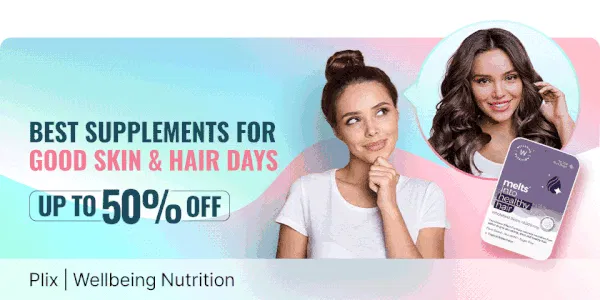 BEST SUPPLEMENTS FOR
GOOD SKIN & HAIR DAYS
UP TO 50% OFF
melts
into
healthy
hair
Plix | Wellbeing Nutrition